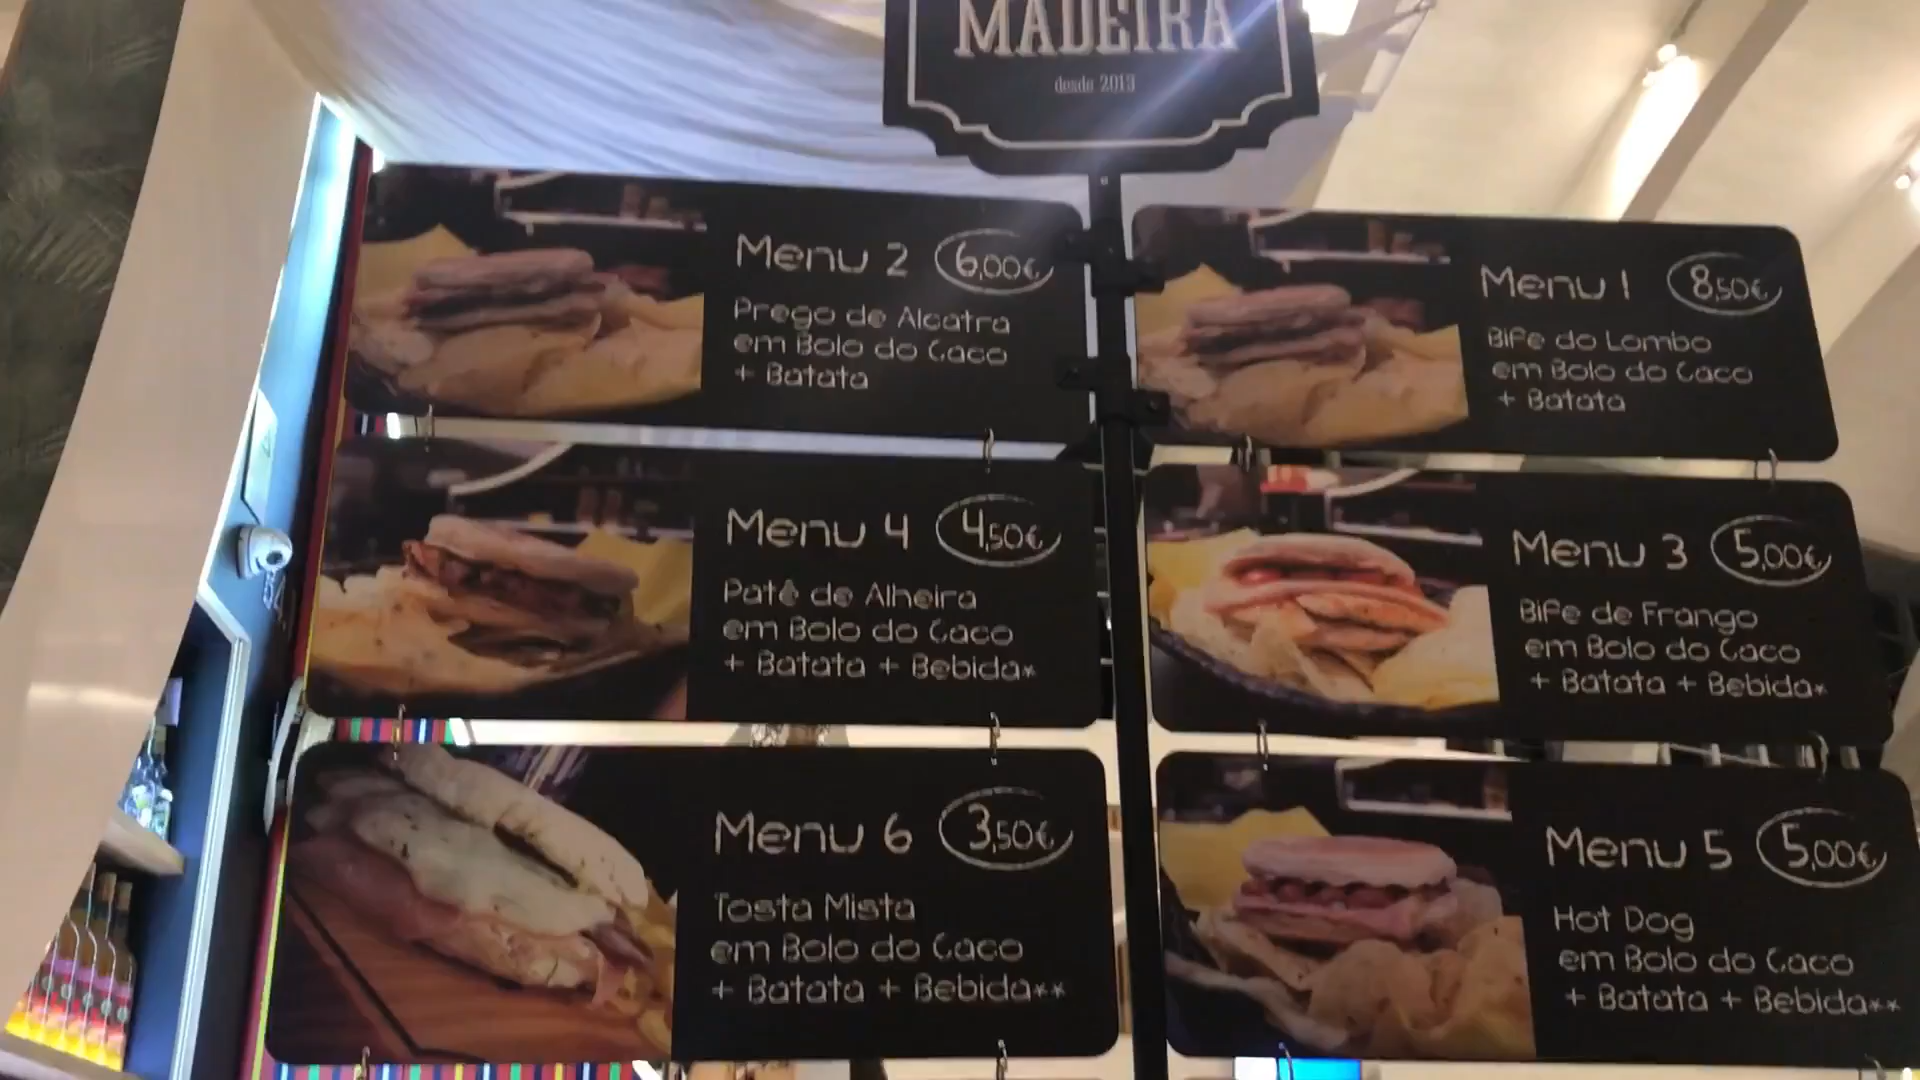 MADEIRA
desde 2013
Menu 2 6,00€
Prego de Alcatra
em Bolo do Caco
+ Batata
Menu 1 8,50€
Bife do Lombo
em Bolo do Caco
+ Batata
Menu 4 4,50€
Patê de Alheira
em Bolo do Caco
+ Batata + Bebida*
Menu 3 5,00€
Bife de Frango
em Bolo do Caco
+ Batata + Bebida*
Menu 6 3,50€
Tosta Mista
em Bolo do Caco
+ Batata + Bebida**
Menu 5 5,00€
Hot Dog
em Bolo do Caco
+ Batata + Bebida**